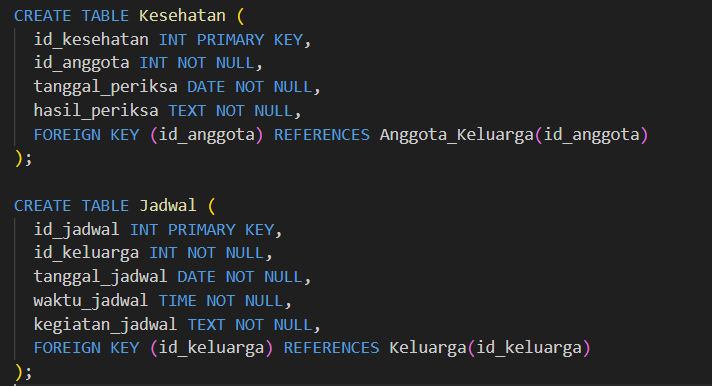 CREATE TABLE Kesehatan (
  id_kesehatan INT PRIMARY KEY,
  id_anggota INT NOT NULL,
  tanggal_periksa DATE NOT NULL,
  hasil_periksa TEXT NOT NULL,
  FOREIGN KEY (id_anggota) REFERENCES Anggota_Keluarga(id_anggota)
);

CREATE TABLE Jadwal (
  id_jadwal INT PRIMARY KEY,
  id_keluarga INT NOT NULL,
  tanggal_jadwal DATE NOT NULL,
  waktu_jadwal TIME NOT NULL,
  kegiatan_jadwal TEXT NOT NULL,
  FOREIGN KEY (id_keluarga) REFERENCES Keluarga(id_keluarga)
);